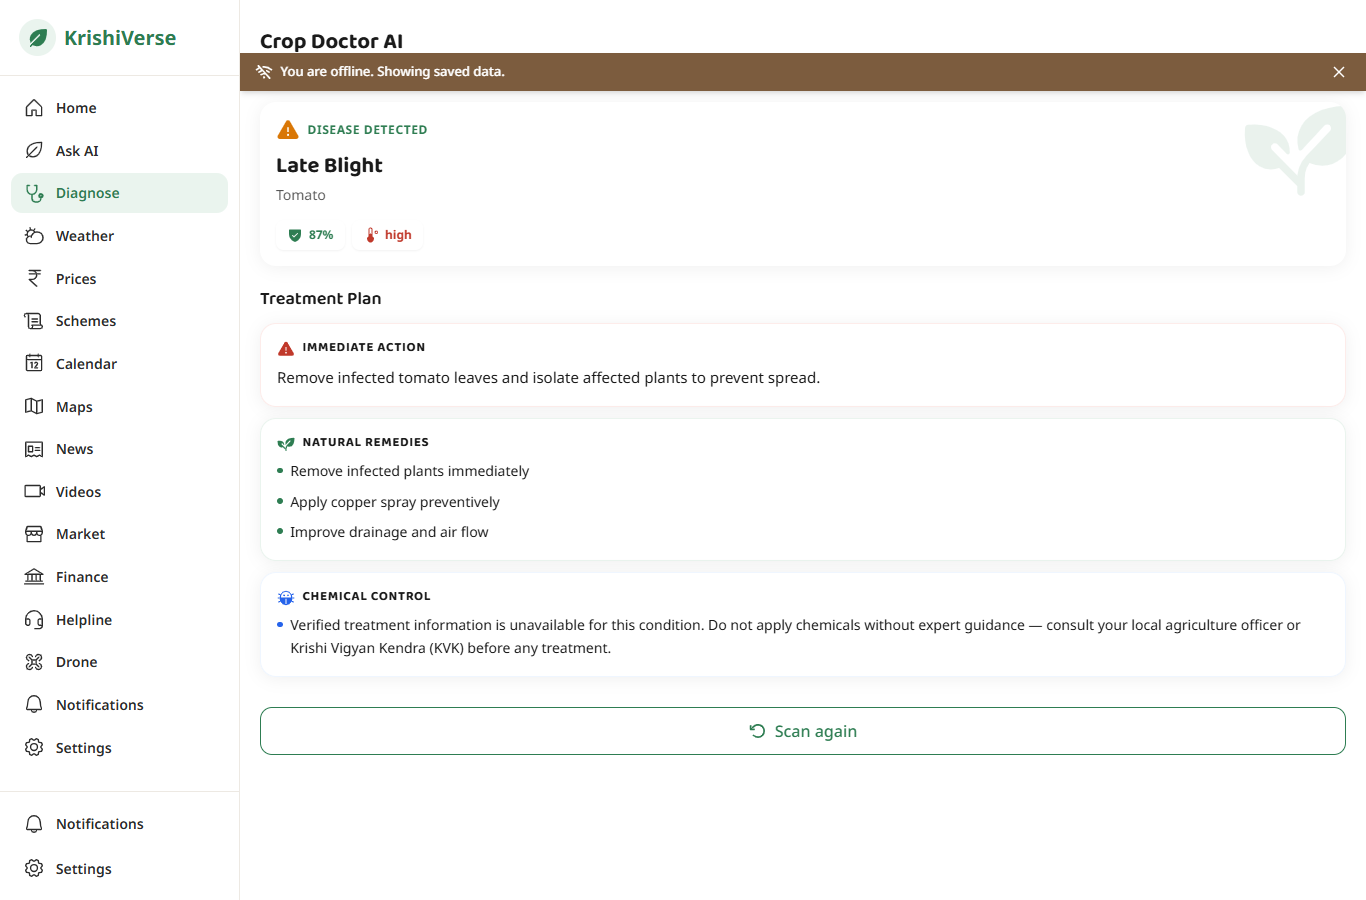 KrishiVerse
Home
Ask AI
Diagnose
Weather
Prices
Schemes
12
Calendar
Maps
News
Videos
Market
Finance
Helpline
Drone
Notifications
Settings
Notifications
Settings
Crop Doctor AI
You are offline. Showing saved data.
DISEASE DETECTED
Late Blight
Tomato
87%
high
Treatment Plan
IMMEDIATE ACTION
Remove infected tomato leaves and isolate affected plants to prevent spread.
NATURAL REMEDIES
Remove infected plants immediately
Apply copper spray preventively
Improve drainage and air flow
CHEMICAL CONTROL
Verified treatment information is unavailable for this condition. Do not apply chemicals without expert guidance — consult your local agriculture officer or
Krishi Vigyan Kendra (KVK) before any treatment.
Scan again